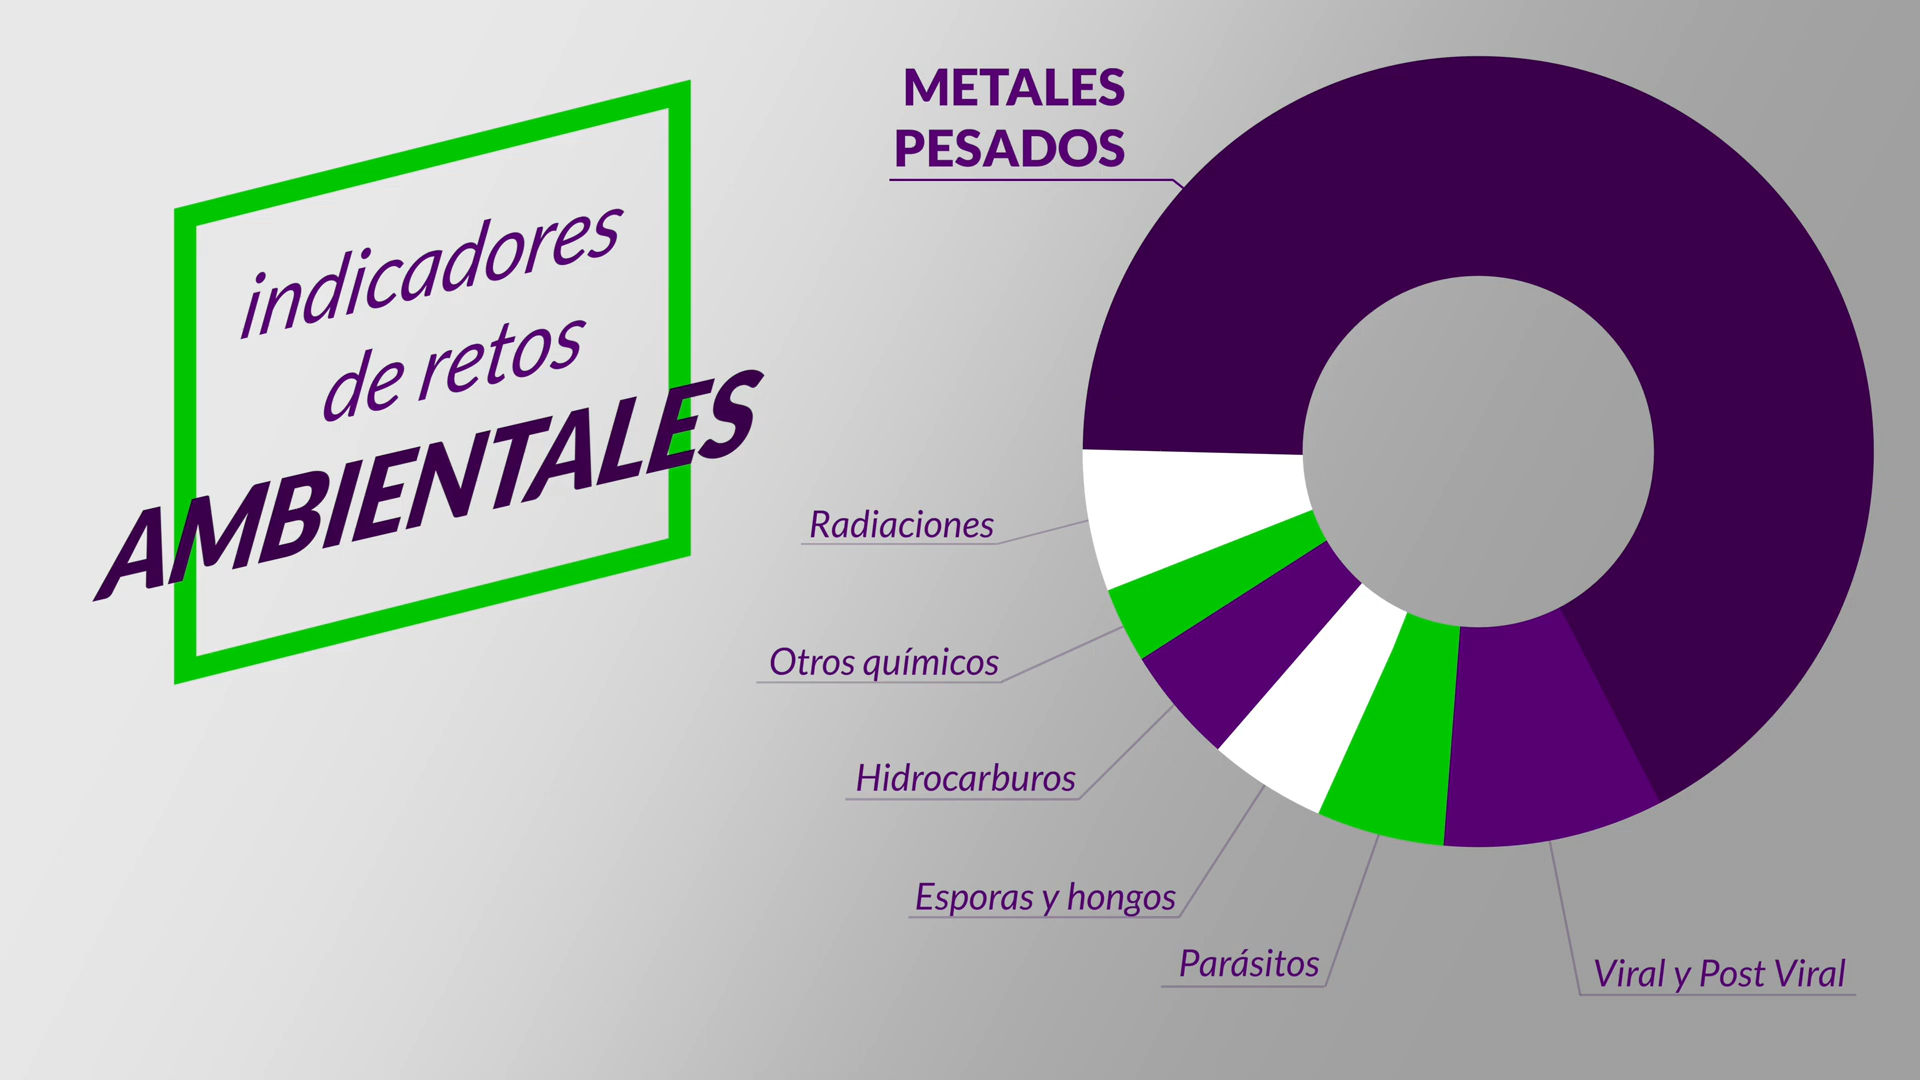 indicadores
de retos
AMBIENTALES
METALES
PESADOS
Radiaciones
Otros químicos
Hidrocarburos
Esporas y hongos
Parásitos
Viral y Post Viral